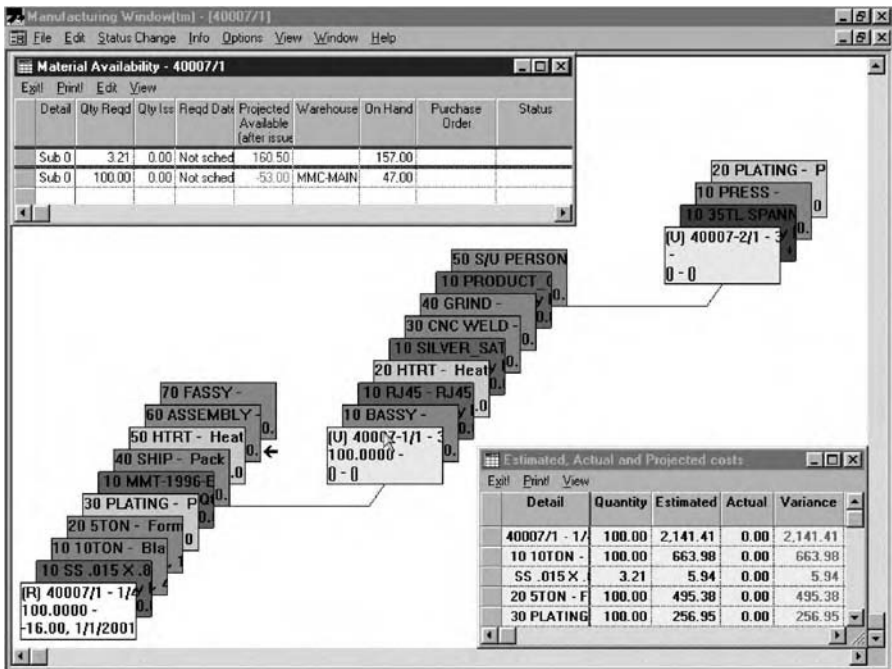 Manufacturing Window(tm) - [40007/1]
File Edit Status Change Info Options View Window Help
Material Availability - 40007/1
Exit! Print! Edit View
Detail Qty Reqd Qty Iss Reqd Date Projected Available (after issue Warehouse On Hand Purchase Order Status
Sub 0 3.21 0.00 Not sched 160.50 157.00
Sub 0 100.00 0.00 Not sched -53.00 MMC-MAIN 47.00
20 PLATING - P
10 PRESS -
10 35TL SPANN
(U) 40007-2/1 - 3
-
0 - 0
50 S/U PERSON
10 PRODUCT_
40 GRIND -
30 CNC WELD -
10 SILVER_SAT
20 HTRT - Heat
10 RJ45 - RJ45
10 BASSY -
(U) 40007-1/1 - 3
100.0000 -
0 - 0
70 FASSY -
60 ASSEMBLY -
50 HTRT - Heat
40 SHIP - Pack
10 MMT-1996-E
30 PLATING - P
20 5TON - Form
10 10TON - Bla
10 SS .015 X .8
(R) 40007/1 - 1/4
100.0000 -
-16.00, 1/1/2001
Estimated, Actual and Projected costs
Exit! Print! View
Detail Quantity Estimated Actual Variance
40007/1 - 1/ 100.00 2,141.41 0.00 2,141.41
10 10TON - 100.00 663.98 0.00 663.98
SS .015 X . 3.21 5.94 0.00 5.94
20 5TON - F 100.00 495.38 0.00 495.38
30 PLATING 100.00 256.95 0.00 256.95